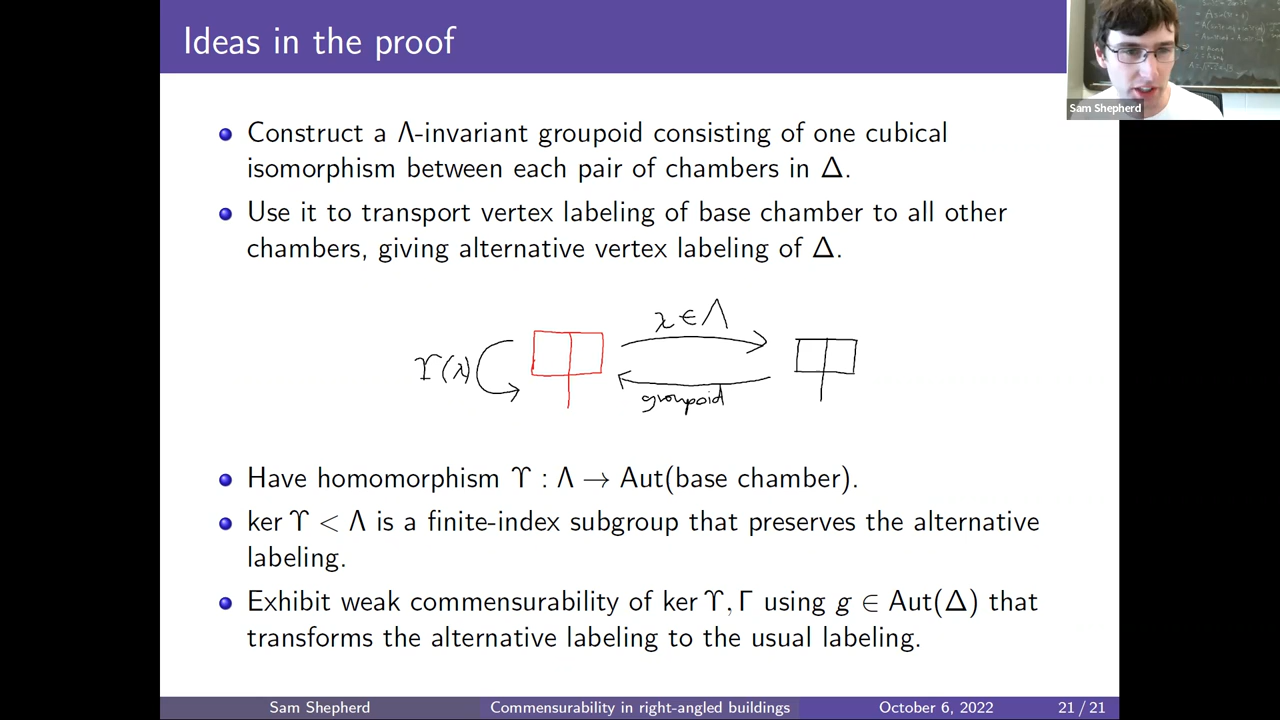 Ideas in the proof
Sam Shepherd
Construct a Λ-invariant groupoid consisting of one cubical
isomorphism between each pair of chambers in Δ.
Use it to transport vertex labeling of base chamber to all other
chambers, giving alternative vertex labeling of Δ.
λ ∈ Λ
ϒ(λ)
groupoid
Have homomorphism ϒ : Λ → Aut(base chamber).
ker ϒ < Λ is a finite-index subgroup that preserves the alternative
labeling.
Exhibit weak commensurability of ker ϒ, Γ using g ∈ Aut(Δ) that
transforms the alternative labeling to the usual labeling.
Sam Shepherd Commensurability in right-angled buildings October 6, 2022 21 / 21